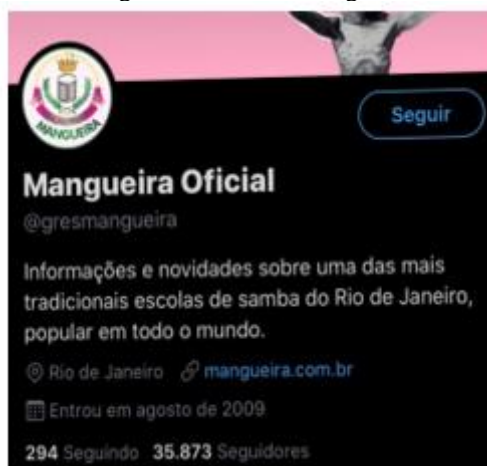 MANGUEIRA
Seguir
Mangueira Oficial
@gresmangueira
Informações e novidades sobre uma das mais
tradicionais escolas de samba do Rio de Janeiro,
popular em todo o mundo.
Rio de Janeiro mangueira.com.br
Entrou em agosto de 2009
294 Seguindo 35.873 Seguidores